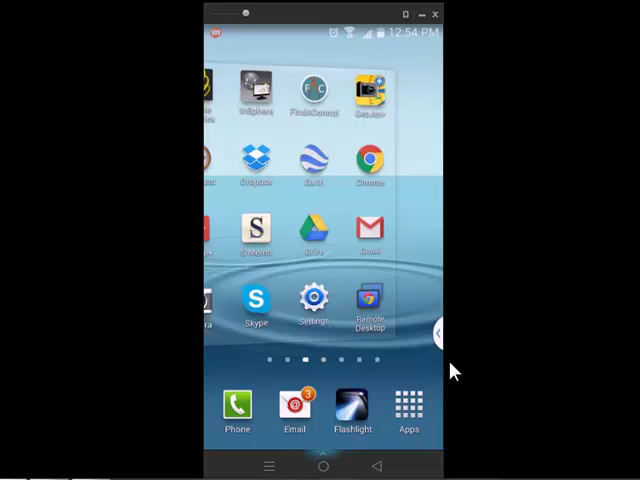 12:54 PM
InSphere FindAControl
Dropbox Earth Chrome
S
S Memo Drive Gmail
S
Skype Settings Remote
Desktop
3
@
Phone Email Flashlight Apps